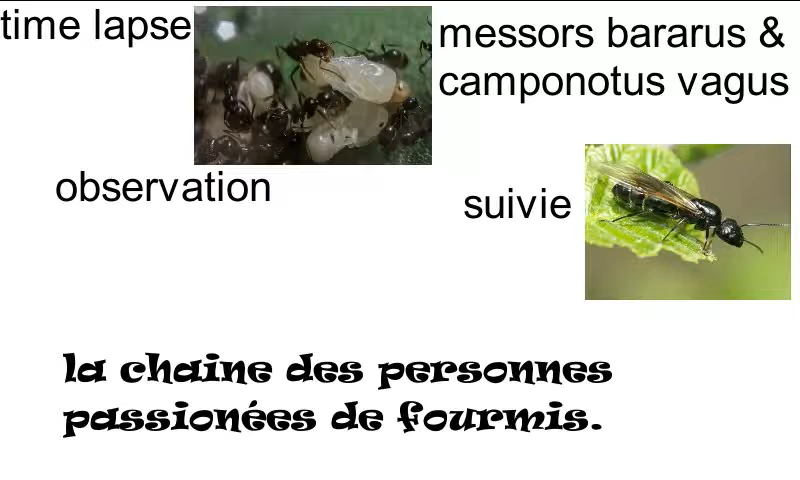 time lapse
messors bararus &
camponotus vagus
observation
suivie
la chaine des personnes
passionées de fourmis.